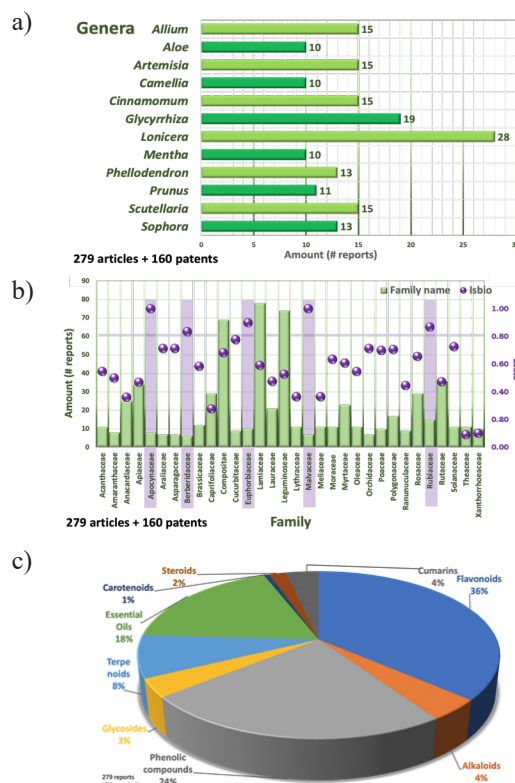 a)
Genera
Allium
15
Aloe
10
Artemisia
15
Camellia
10
Cinnamomum
15
Glycyrrhiza
19
Lonicera
28
Mentha
10
Phellodendron
13
Prunus
11
Scutellaria
15
Sophora
13
0 5 10 15 20 25
Amount (# reports)
279 articles + 160 patents
b)
Family name Isbio
Amount (# reports)
90
80
70
60
50
40
30
20
10
0
1.00
0.80
0.60
0.40
0.20
0.00
Acanthaceae
Amaranthaceae
Anacardiaceae
Apiaceae
Apocynaceae
Araliaceae
Asparagaceae
Berberidaceae
Brassicaceae
Caprifoliaceae
Compositae
Cucurbitaceae
Euphorbiaceae
Lamiaceae
Lauraceae
Leguminoseae
Lythraceae
Malvaceae
Meliaceae
Moraceae
Myrtaceae
Oleaceae
Orchidaceae
Poaceae
Polygonaceae
Ranunculaceae
Rosaceae
Rubiaceae
Rutaceae
Solanaceae
Theaceae
Xanthorrhoeaceae
279 articles + 160 patents
Family
c)
Steroids
2%
Cumarins
4%
Carotenoids
1%
Flavonoids
36%
Essential
Oils
18%
Terpe
noids
8%
Glycosides
3%
Phenolic
compounds
24%
Alkaloids
4%
279 reports